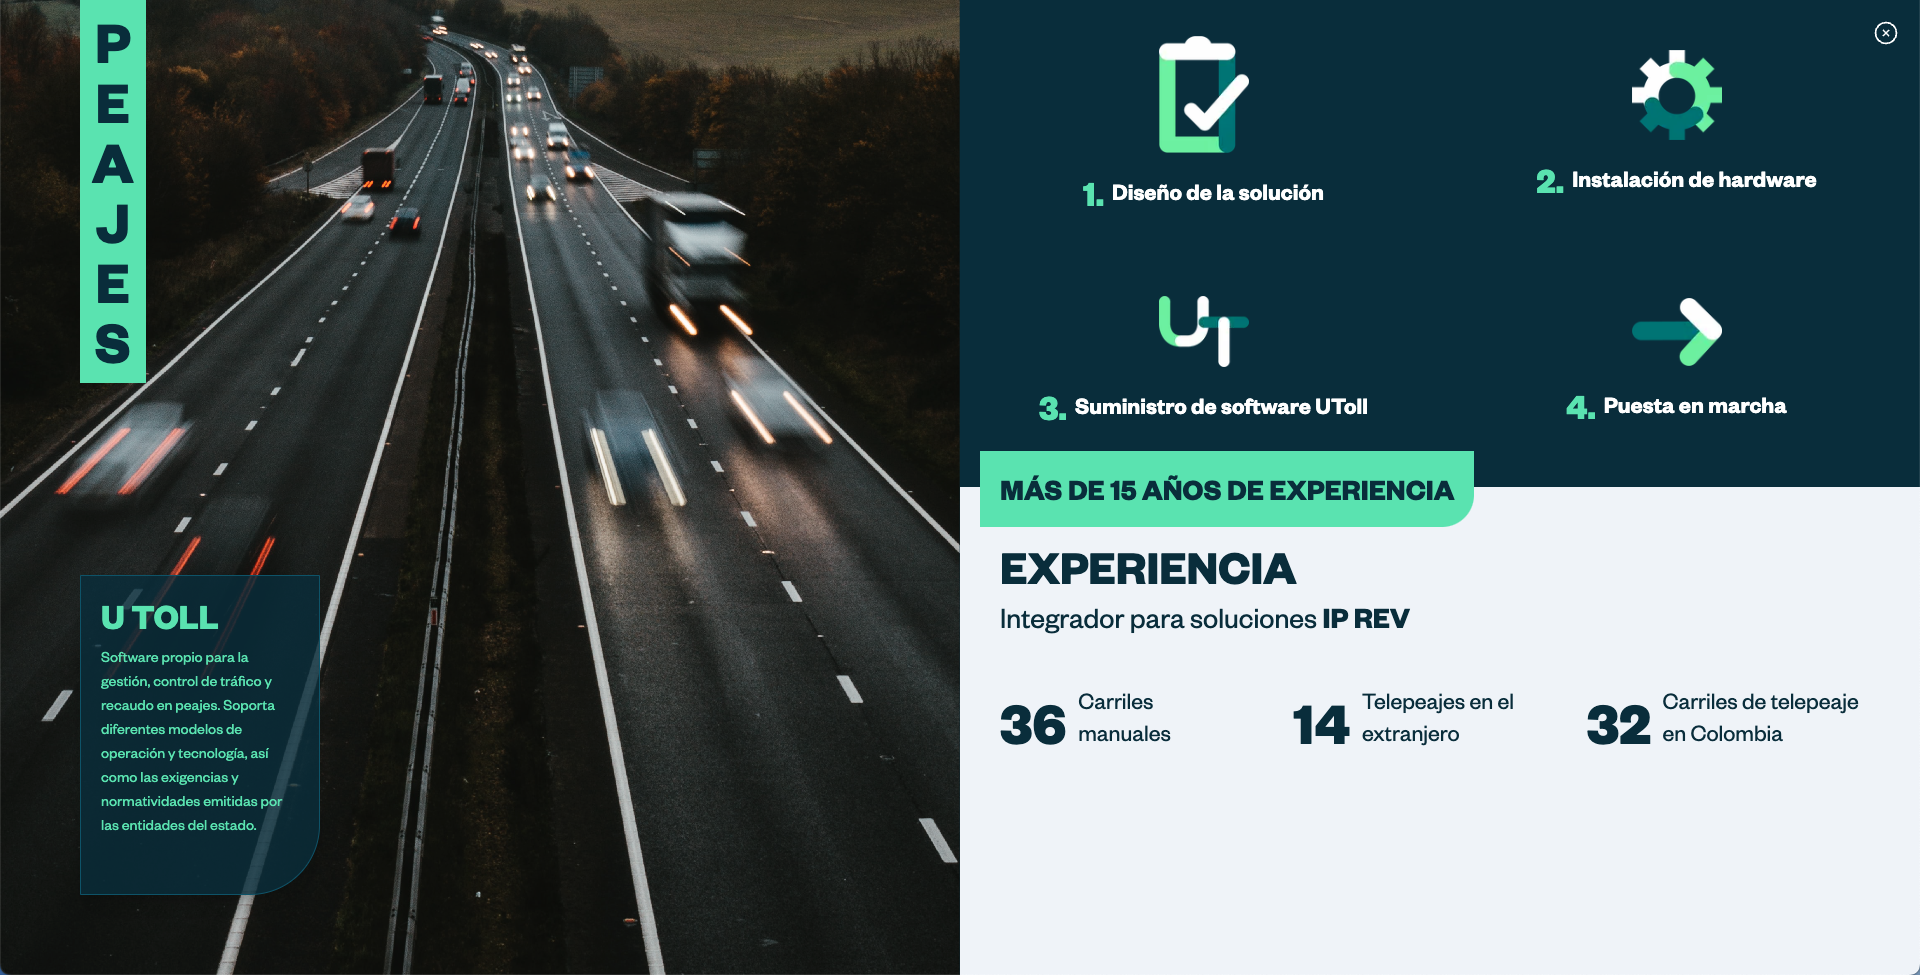 PEAJES
U TOLL
Software propio para la
gestión, control de tráfico y
recaudo en peajes. Soporta
diferentes modelos de
operación y tecnología, así
como las exigencias y
normatividades emitidas por
las entidades del estado.
1. Diseño de la solución
2. Instalación de hardware
UT
3. Suministro de software UToll
4. Puesta en marcha
MÁS DE 15 AÑOS DE EXPERIENCIA
EXPERIENCIA
Integrador para soluciones IP REV
36 Carriles
manuales
14 Telepeajes en el
extranjero
32 Carriles de telepeaje
en Colombia